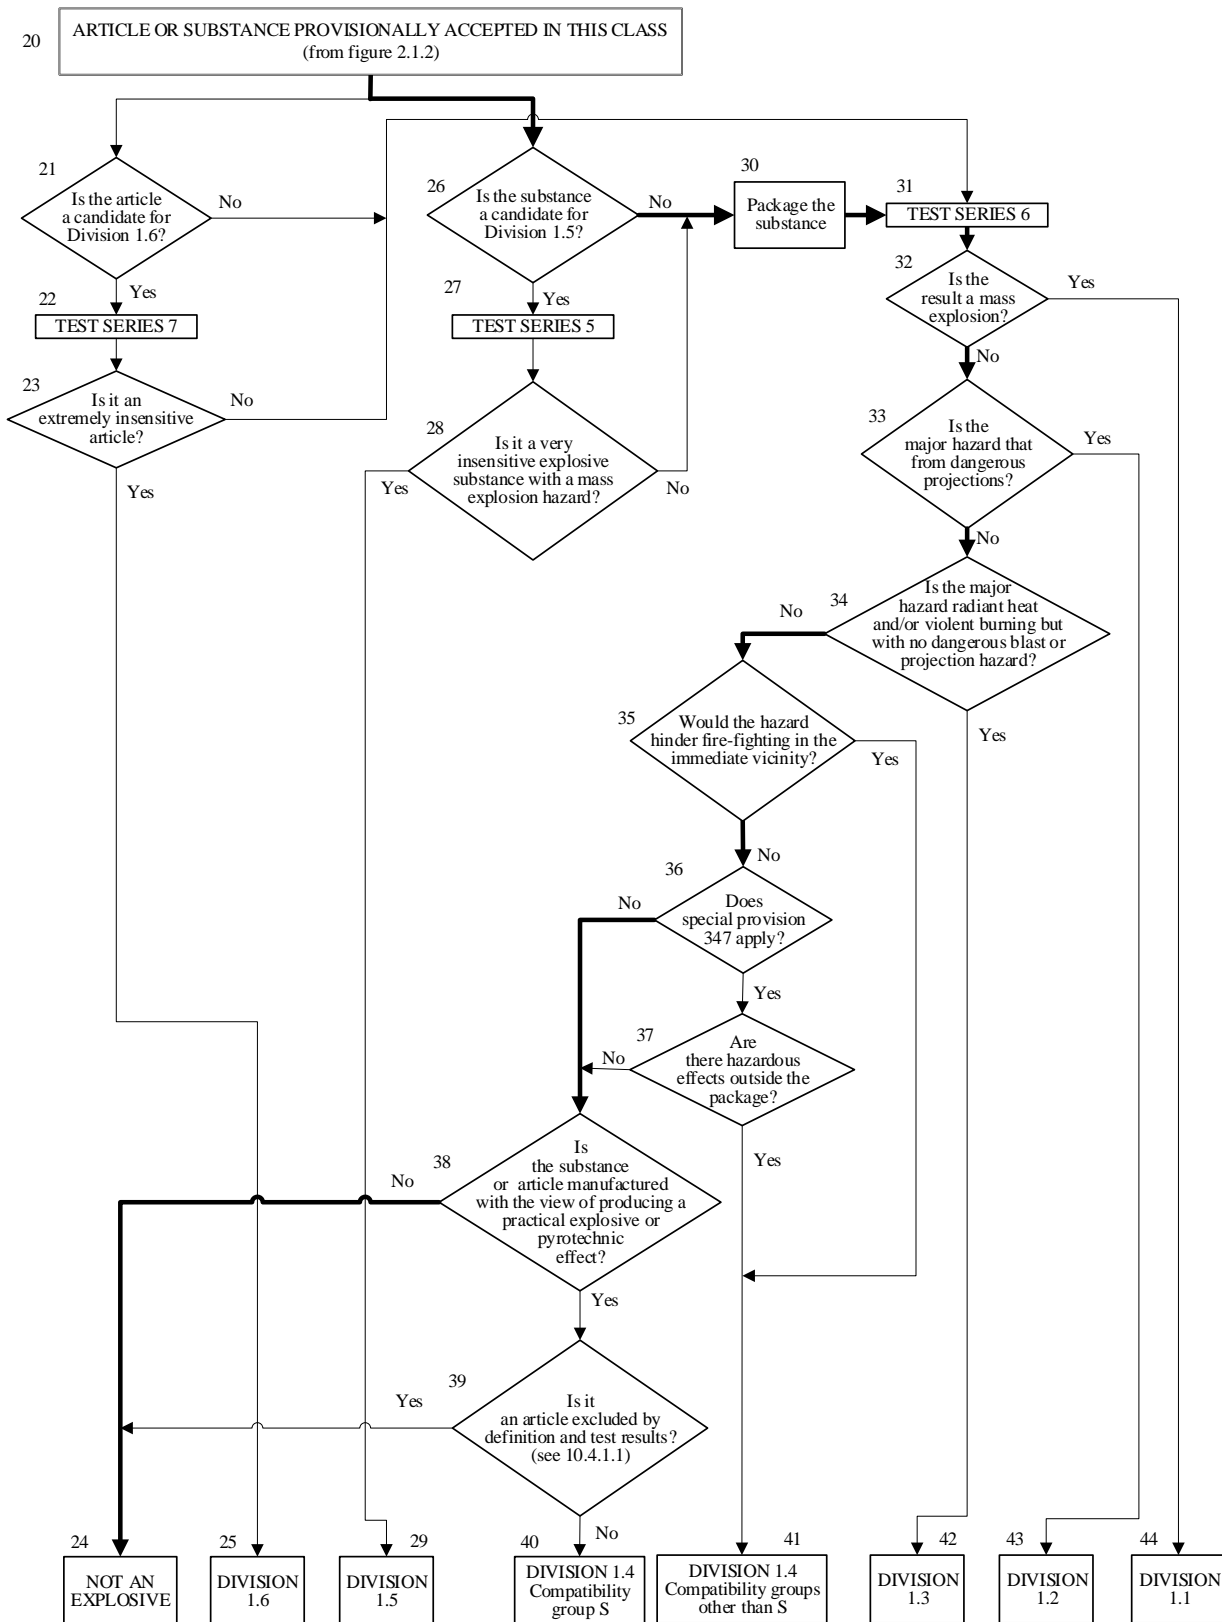 20
ARTICLE OR SUBSTANCE PROVISIONALLY ACCEPTED IN THIS CLASS
(from figure 2.1.2)
21
Is the article
a candidate for
Division 1.6?
No
Yes
22
TEST SERIES 7
23
Is it an
extremely insensitive
article?
No
Yes
26
Is the substance
a candidate for
Division 1.5?
No
Yes
27
TEST SERIES 5
28
Is it a very
insensitive explosive
substance with a mass
explosion hazard?
Yes
No
30
Package the
substance
31
TEST SERIES 6
32
Is the
result a mass
explosion?
Yes
No
33
Is the
major hazard that
from dangerous
projections?
Yes
No
34
Is the major
hazard radiant heat
and/or violent burning but
with no dangerous blast or
projection hazard?
No
Yes
35
Would the hazard
hinder fire-fighting in the
immediate vicinity?
Yes
No
36
Does
special provision
347 apply?
No
Yes
37
Are
there hazardous
effects outside the
package?
No
Yes
38
Is
the substance
or article manufactured
with the view of producing a
practical explosive or
pyrotechnic
effect?
No
Yes
39
Is it
an article excluded by
definition and test results?
(see 10.4.1.1)
Yes
No
24
NOT AN
EXPLOSIVE
25
DIVISION
1.6
29
DIVISION
1.5
40
DIVISION 1.4
Compatibility
group S
41
DIVISION 1.4
Compatibility groups
other than S
42
DIVISION
1.3
43
DIVISION
1.2
44
DIVISION
1.1